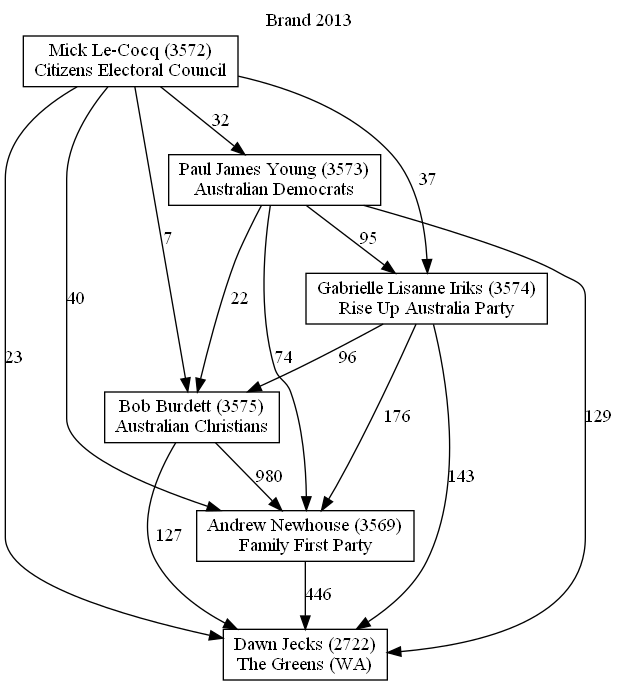 Brand 2013
Mick Le-Cocq (3572)
Citizens Electoral Council
32
Paul James Young (3573)
Australian Democrats
37
7
95
40
22
Gabrielle Lisanne Iriks (3574)
Rise Up Australia Party
23
74
96
Bob Burdett (3575)
Australian Christians
176
129
980
143
Andrew Newhouse (3569)
Family First Party
127
446
Dawn Jecks (2722)
The Greens (WA)